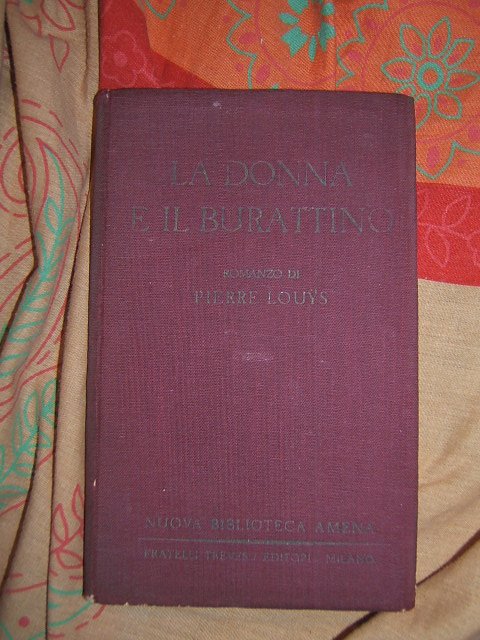 LA DONNA
E IL BURATTINO
ROMANZO DI
PIERRE LOUŸS
NUOVA BIBLIOTECA AMENA
FRATELLI TREVES EDITORI - MILANO